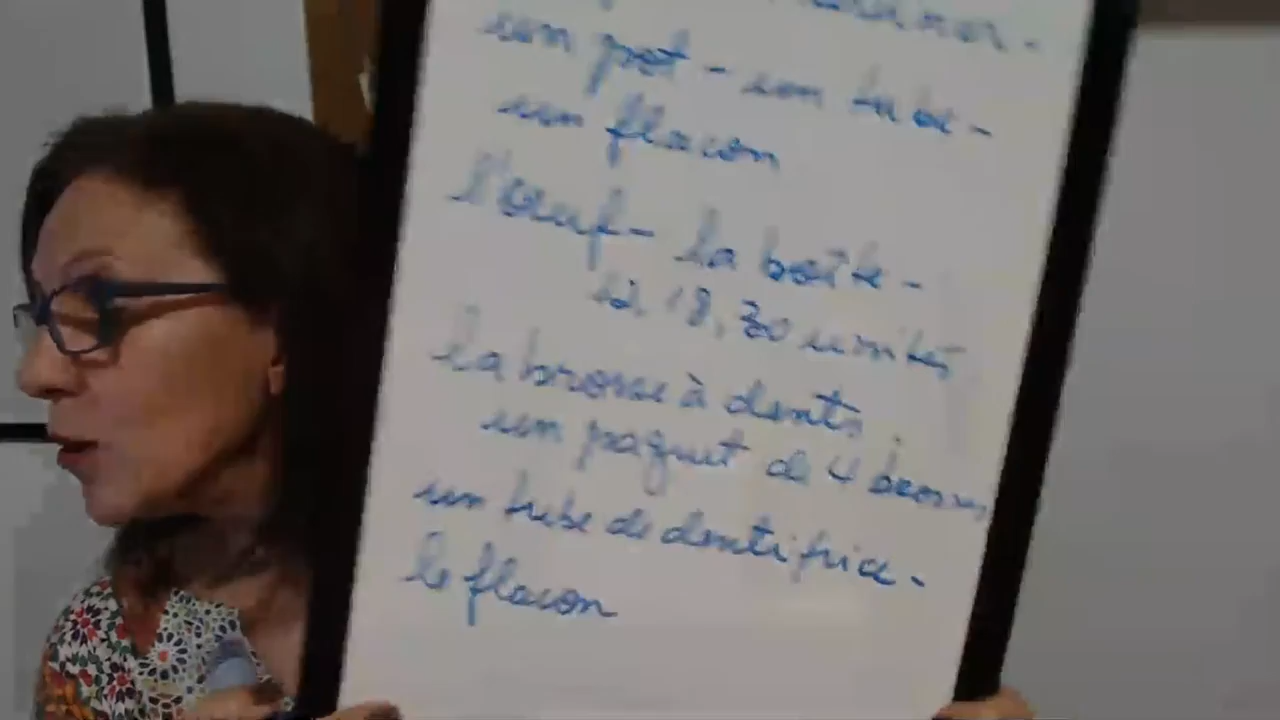 un pot - un tube -
un flacon
l'œuf - la boîte -
12, 18, 30 unités
la brosse à dents,
un paquet de 4 brosses
un tube de dentifrice -
le flacon